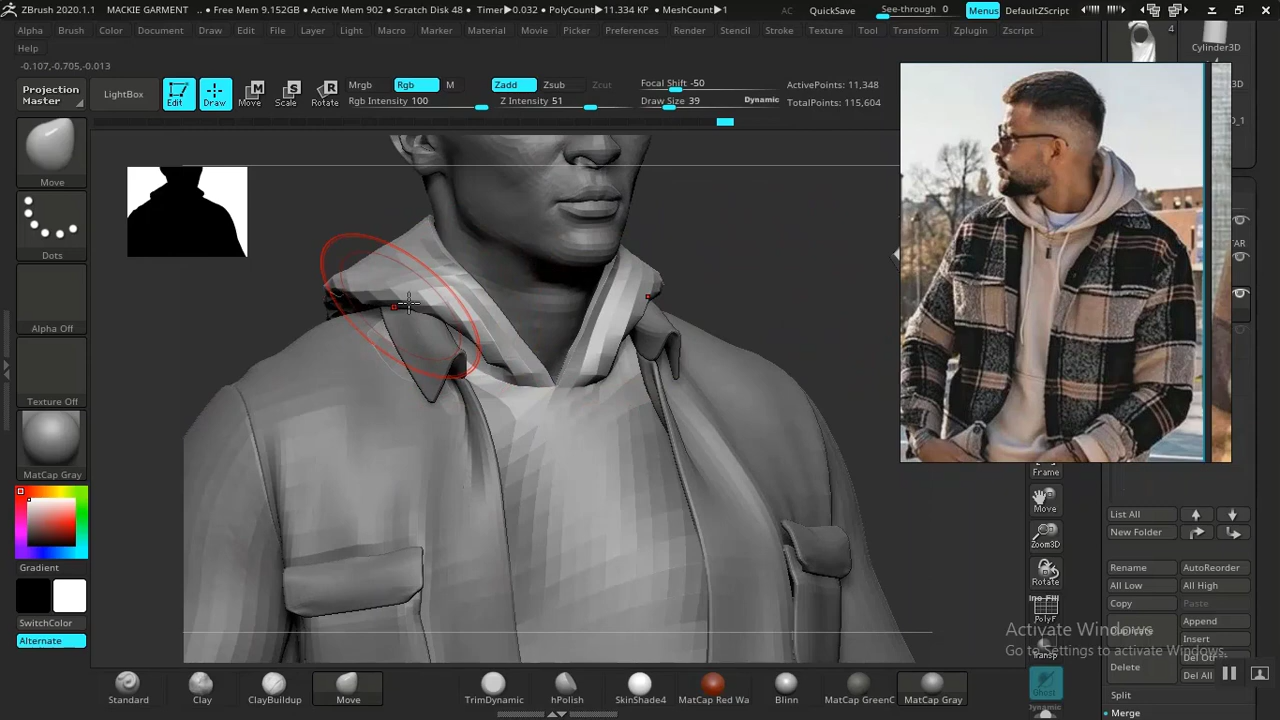 ZBrush 2020.1.1 MACKIE GARMENT .. ● Free Mem 9.152GB ● Active Mem 902 ● Scratch Disk 48 ● Timer▶0.032 ● PolyCount▶11.334 KP ● MeshCount▶1 AC QuickSave See-through 0 Menus DefaultZScript
Alpha Brush Color Document Draw Edit File Layer Light Macro Marker Material Movie Picker Preferences Render Stencil Stroke Texture Tool Transform Zplugin Zscript
Help
-0.107,-0.705,-0.013
Projection Master
LightBox
Edit Draw Move Scale Rotate
Mrgb Rgb M Zadd Zsub Zcut
Rgb Intensity 100 Z Intensity 51
Focal Shift -50
Draw Size 39 Dynamic
ActivePoints: 11,348
TotalPoints: 115,604
4
Cylinder3D
Move
Dots
Alpha Off
Texture Off
MatCap Gray
Gradient
SwitchColor
Alternate
Frame
Move
Zoom3D
Rotate
PolyF
Transp
Ghost
Dynamic
List All
New Folder
Rename AutoReorder
All Low All High
Copy Paste
Duplicate Append
Insert
Delete
Del All
Split
Merge
Activate Windows
Go to Settings to activate Windows.
Standard Clay ClayBuildup Move TrimDynamic hPolish SkinShade4 MatCap Red Wa Blinn MatCap GreenC MatCap Gray